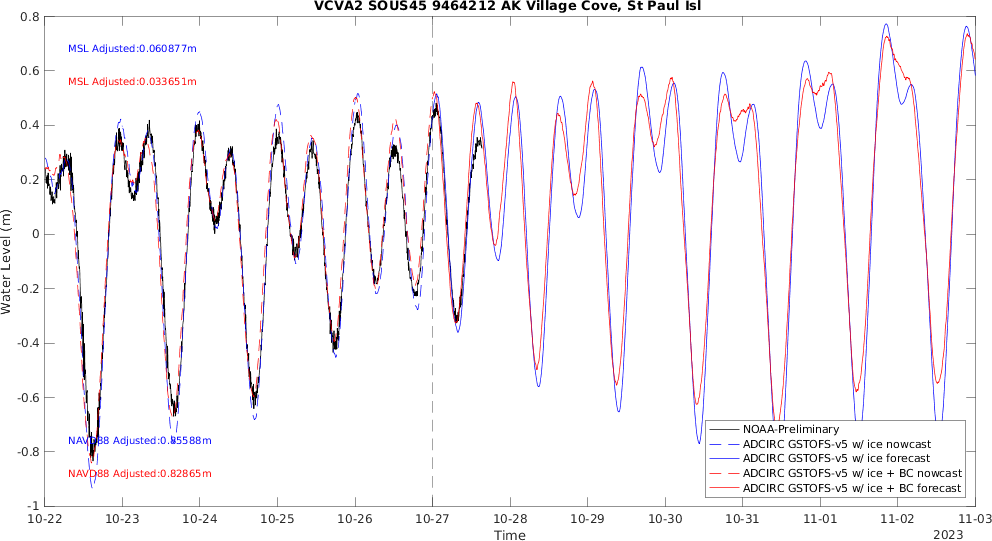 VCVA2 SOUS45 9464212 AK Village Cove, St Paul Isl
0.8
MSL Adjusted:0.060877m
0.6
MSL Adjusted:0.033651m
0.4
0.2
0
Water Level (m)
-0.2
-0.4
-0.6
NAVD88 Adjusted:0.85588m
-0.8
NAVD88 Adjusted:0.82865m
-1
NOAA-Preliminary
ADCIRC GSTOFS-v5 w/ ice nowcast
ADCIRC GSTOFS-v5 w/ ice forecast
ADCIRC GSTOFS-v5 w/ ice + BC nowcast
ADCIRC GSTOFS-v5 w/ ice + BC forecast
10-22 10-23 10-24 10-25 10-26 10-27 10-28 10-29 10-30 10-31 11-01 11-02 11-03
Time
2023